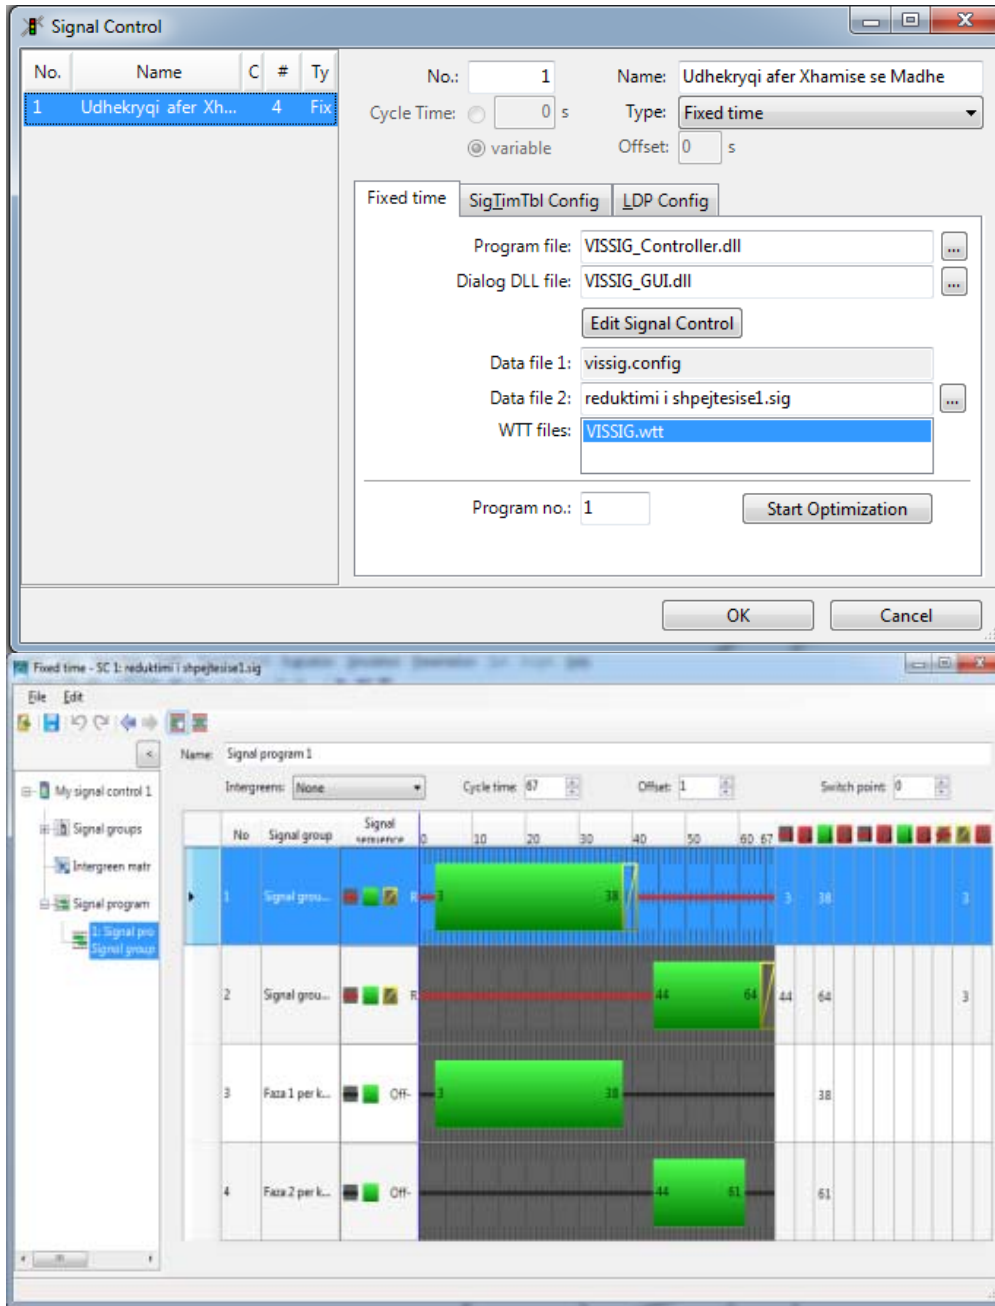 Signal Control
No. Name C # Ty
1 Udhekryqi afer Xh... 4 Fix
No.: 1 Name: Udhekryqi afer Xhamise se Madhe
Cycle Time: 0 s Type: Fixed time
variable Offset: 0 s
Fixed time SigTimTbl Config LDP Config
Program file: VISSIG_Controller.dll ...
Dialog DLL file: VISSIG_GUI.dll ...
Edit Signal Control
Data file 1: vissig.config
Data file 2: reduktimi i shpejtesise1.sig ...
WTT files: VISSIG.wtt
Program no.: 1 Start Optimization
OK Cancel
Fixed time - SC 1: reduktimi i shpejtesise1.sig
File Edit
< Name: Signal program 1
My signal control 1 Intergreens: None Cycle time: 67 Offset: 1 Switch point: 0
Signal groups
Intergreen matr
Signal program
1: Signal pro
Signal group
No Signal group Signal sequence 0 10 20 30 40 50 60 67
1 Signal grou... R 3 38 3 38 3
2 Signal grou... R 44 64 44 64 3
3 Faza 1 per k... Off- 3 38 38
4 Faza 2 per k... Off- 44 61 61